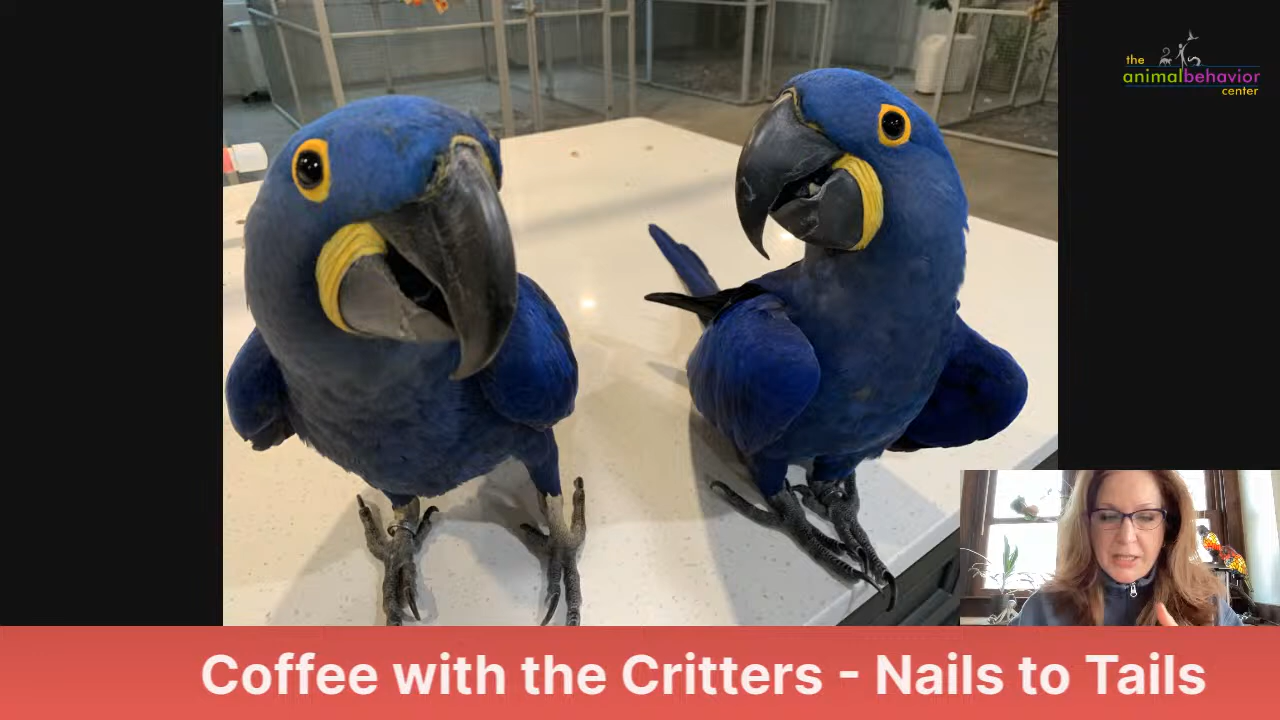 the
animalbehavior
center
Coffee with the Critters - Nails to Tails